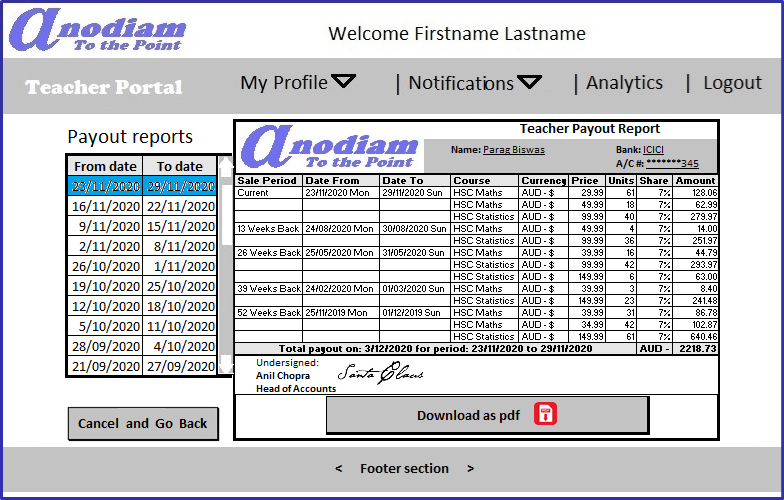 Anodiam
To the Point
Welcome Firstname Lastname
Teacher Portal
My Profile | Notifications | Analytics | Logout
Payout reports
From date To date
23/11/2020 29/11/2020
16/11/2020 22/11/2020
9/11/2020 15/11/2020
2/11/2020 8/11/2020
26/10/2020 1/11/2020
19/10/2020 25/10/2020
12/10/2020 18/10/2020
5/10/2020 11/10/2020
28/09/2020 4/10/2020
21/09/2020 27/09/2020
Cancel and Go Back
Anodiam
To the Point
Teacher Payout Report
Name: Parag Biswas Bank: ICICI
A/C #: *******345
Sale Period Date From Date To Course Currency Price Units Share Amount
Current 23/11/2020 Mon 29/11/2020 Sun HSC Maths AUD - $ 29.99 61 7% 128.06
HSC Maths AUD - $ 49.99 18 7% 62.99
HSC Statistics AUD - $ 99.99 40 7% 279.97
13 Weeks Back 24/08/2020 Mon 30/08/2020 Sun HSC Maths AUD - $ 49.99 4 7% 14.00
HSC Statistics AUD - $ 99.99 36 7% 251.97
26 Weeks Back 25/05/2020 Mon 31/05/2020 Sun HSC Maths AUD - $ 39.99 16 7% 44.79
HSC Statistics AUD - $ 99.99 42 7% 293.97
HSC Statistics AUD - $ 149.99 6 7% 63.00
39 Weeks Back 24/02/2020 Mon 01/03/2020 Sun HSC Maths AUD - $ 39.99 3 7% 8.40
HSC Statistics AUD - $ 149.99 23 7% 241.48
52 Weeks Back 25/11/2019 Mon 01/12/2019 Sun HSC Maths AUD - $ 39.99 31 7% 86.78
HSC Maths AUD - $ 34.99 42 7% 102.87
HSC Statistics AUD - $ 149.99 61 7% 640.46
Total payout on: 3/12/2020 for period: 23/11/2020 to 29/11/2020 AUD - 2218.73
Undersigned:
Anil Chopra
Santa Claus
Head of Accounts
Download as pdf
< Footer section >